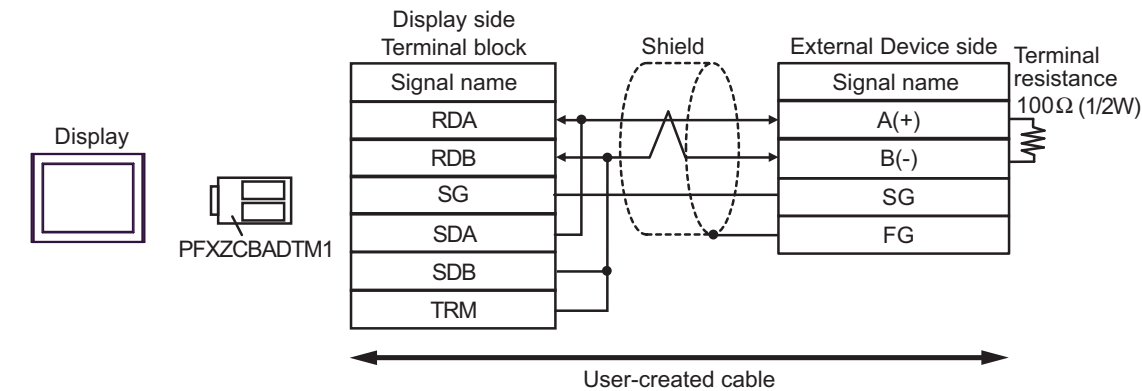 Display
PFXZCBADTM1
Display side
Terminal block
Signal name
RDA
RDB
SG
SDA
SDB
TRM
Shield
External Device side
Signal name
A(+)
B(-)
SG
FG
Terminal
resistance
100Ω (1/2W)
User-created cable